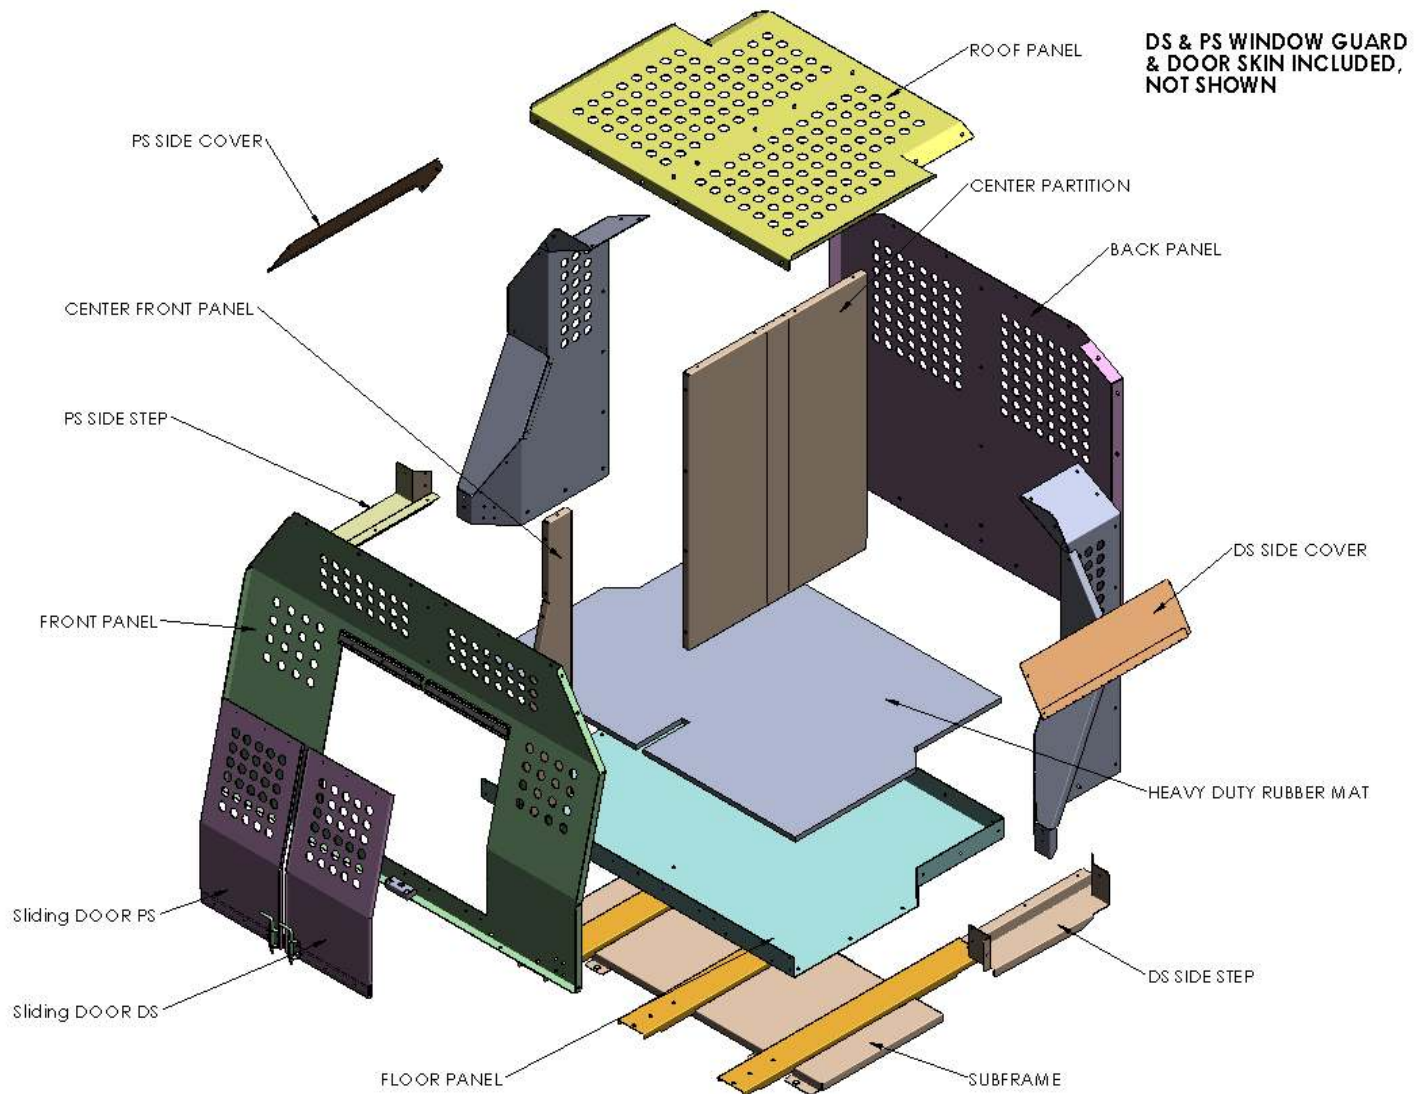 ROOF PANEL
DS & PS WINDOW GUARD
& DOOR SKIN INCLUDED,
NOT SHOWN
PS SIDE COVER
CENTER PARTITION
BACK PANEL
CENTER FRONT PANEL
PS SIDE STEP
DS SIDE COVER
FRONT PANEL
HEAVY DUTY RUBBER MAT
Sliding DOOR PS
DS SIDE STEP
Sliding DOOR DS
FLOOR PANEL
SUBFRAME